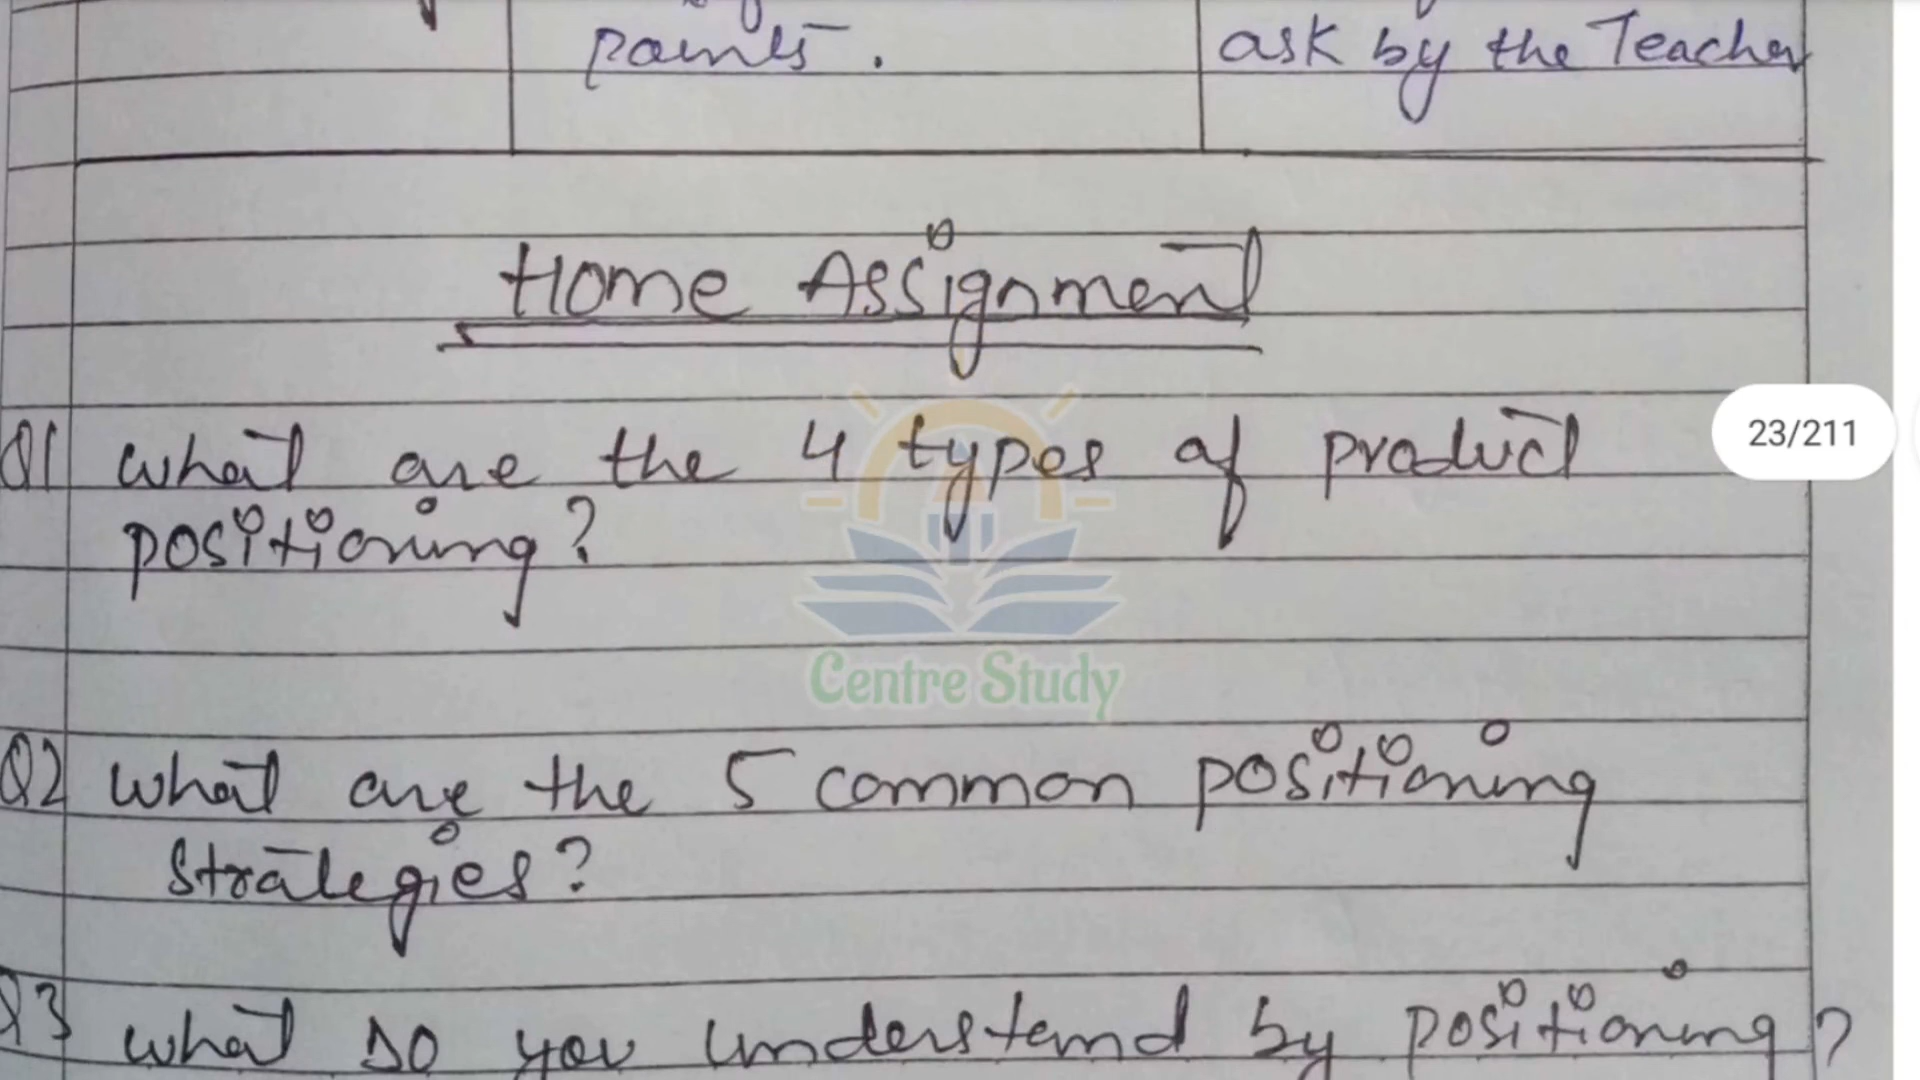 points.
ask by the Teacher
Home Assignment
Q1 what are the 4 types of product
positioning?
23/211
Centre Study
Q2 what are the 5 common positioning
strategies?
Q3 what do you understand by positioning?